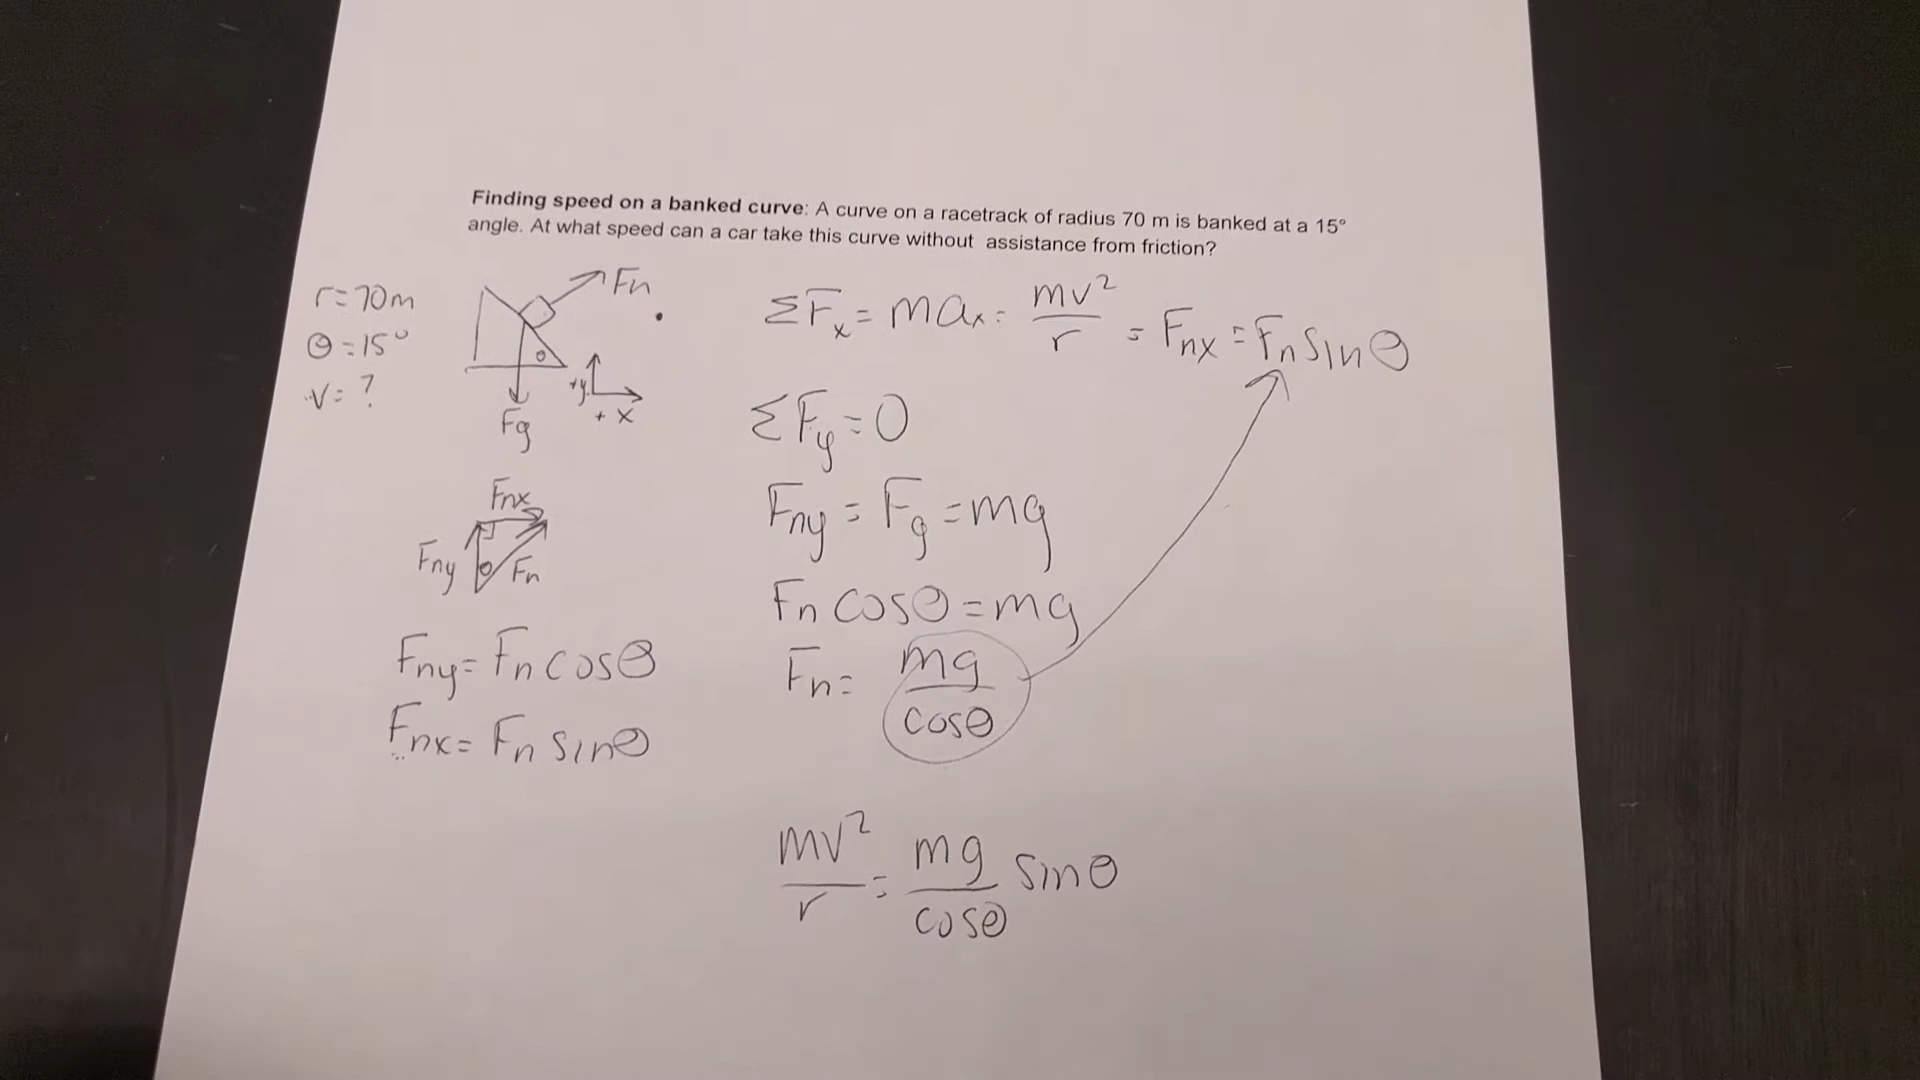 Finding speed on a banked curve: A curve on a racetrack of radius 70 m is banked at a 15°
angle. At what speed can a car take this curve without assistance from friction?
r=70m
θ=15°
v=?
Fn
θ
Fg
+y
+x
Fnx
Fny
θ
Fn
Fny=Fn cosθ
Fnx=Fn sinθ
ΣFx=max=mv²/r=Fnx=Fn sinθ
ΣFy=0
Fny=Fg=mg
Fn cosθ=mg
Fn=mg/cosθ
mv²/r=mg/cosθ sinθ